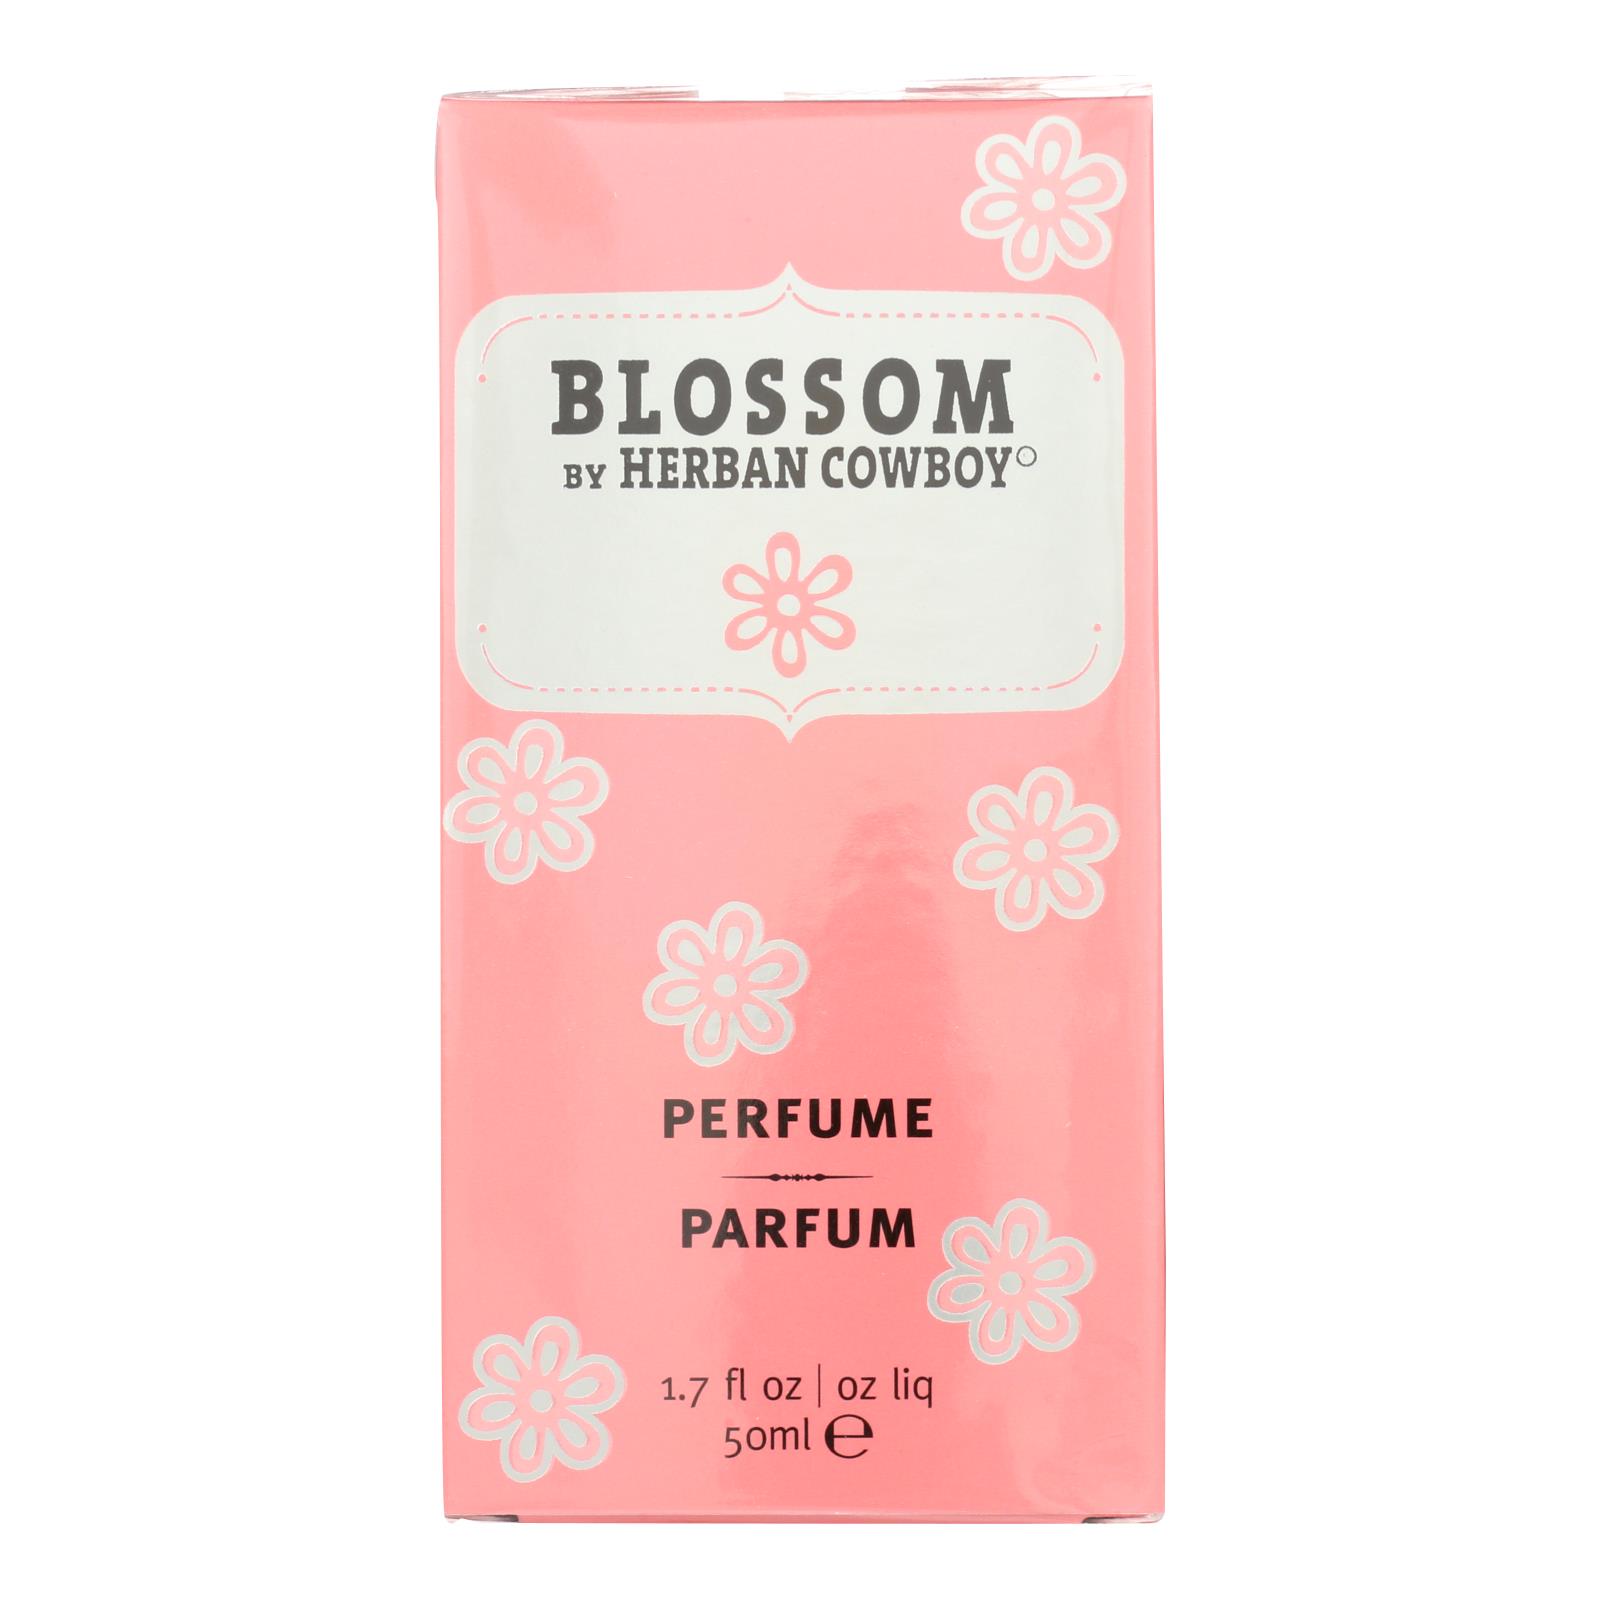 BLOSSOM
BY HERBAN COWBOY
PERFUME
PARFUM
1.7 fl oz | oz liq
50ml ℮